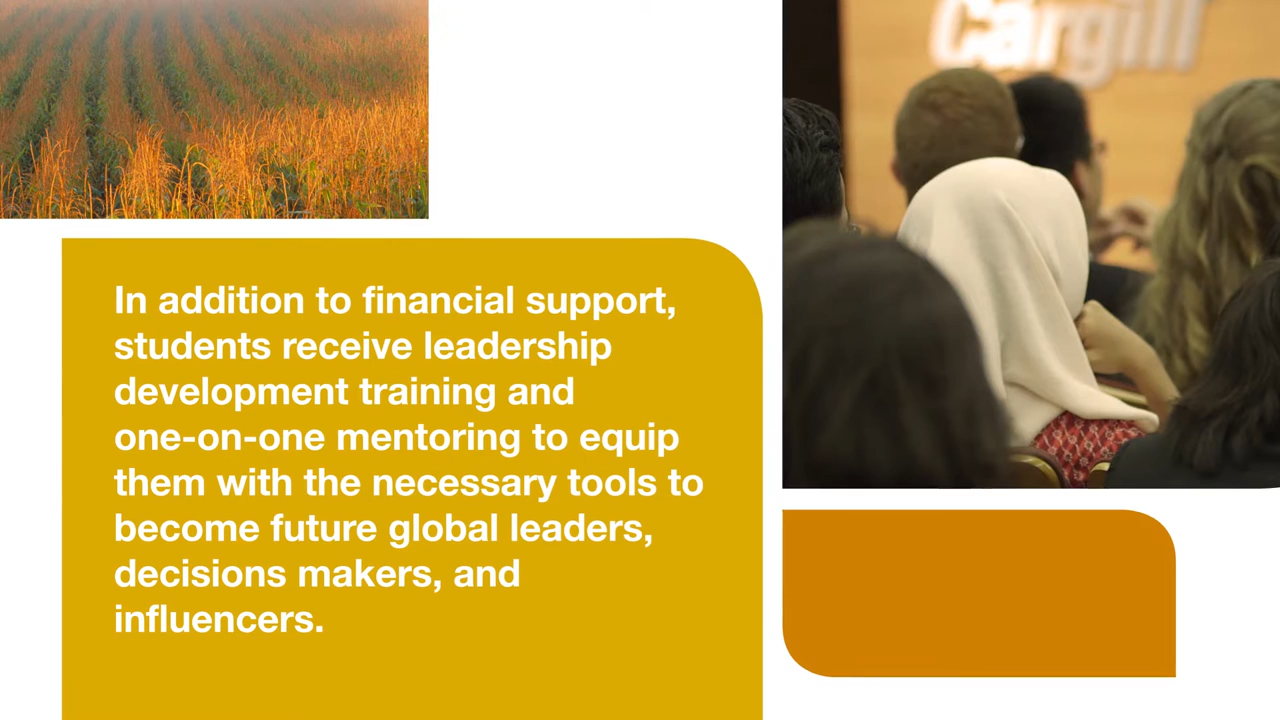 Cargill
In addition to financial support,
students receive leadership
development training and
one-on-one mentoring to equip
them with the necessary tools to
become future global leaders,
decisions makers, and
influencers.